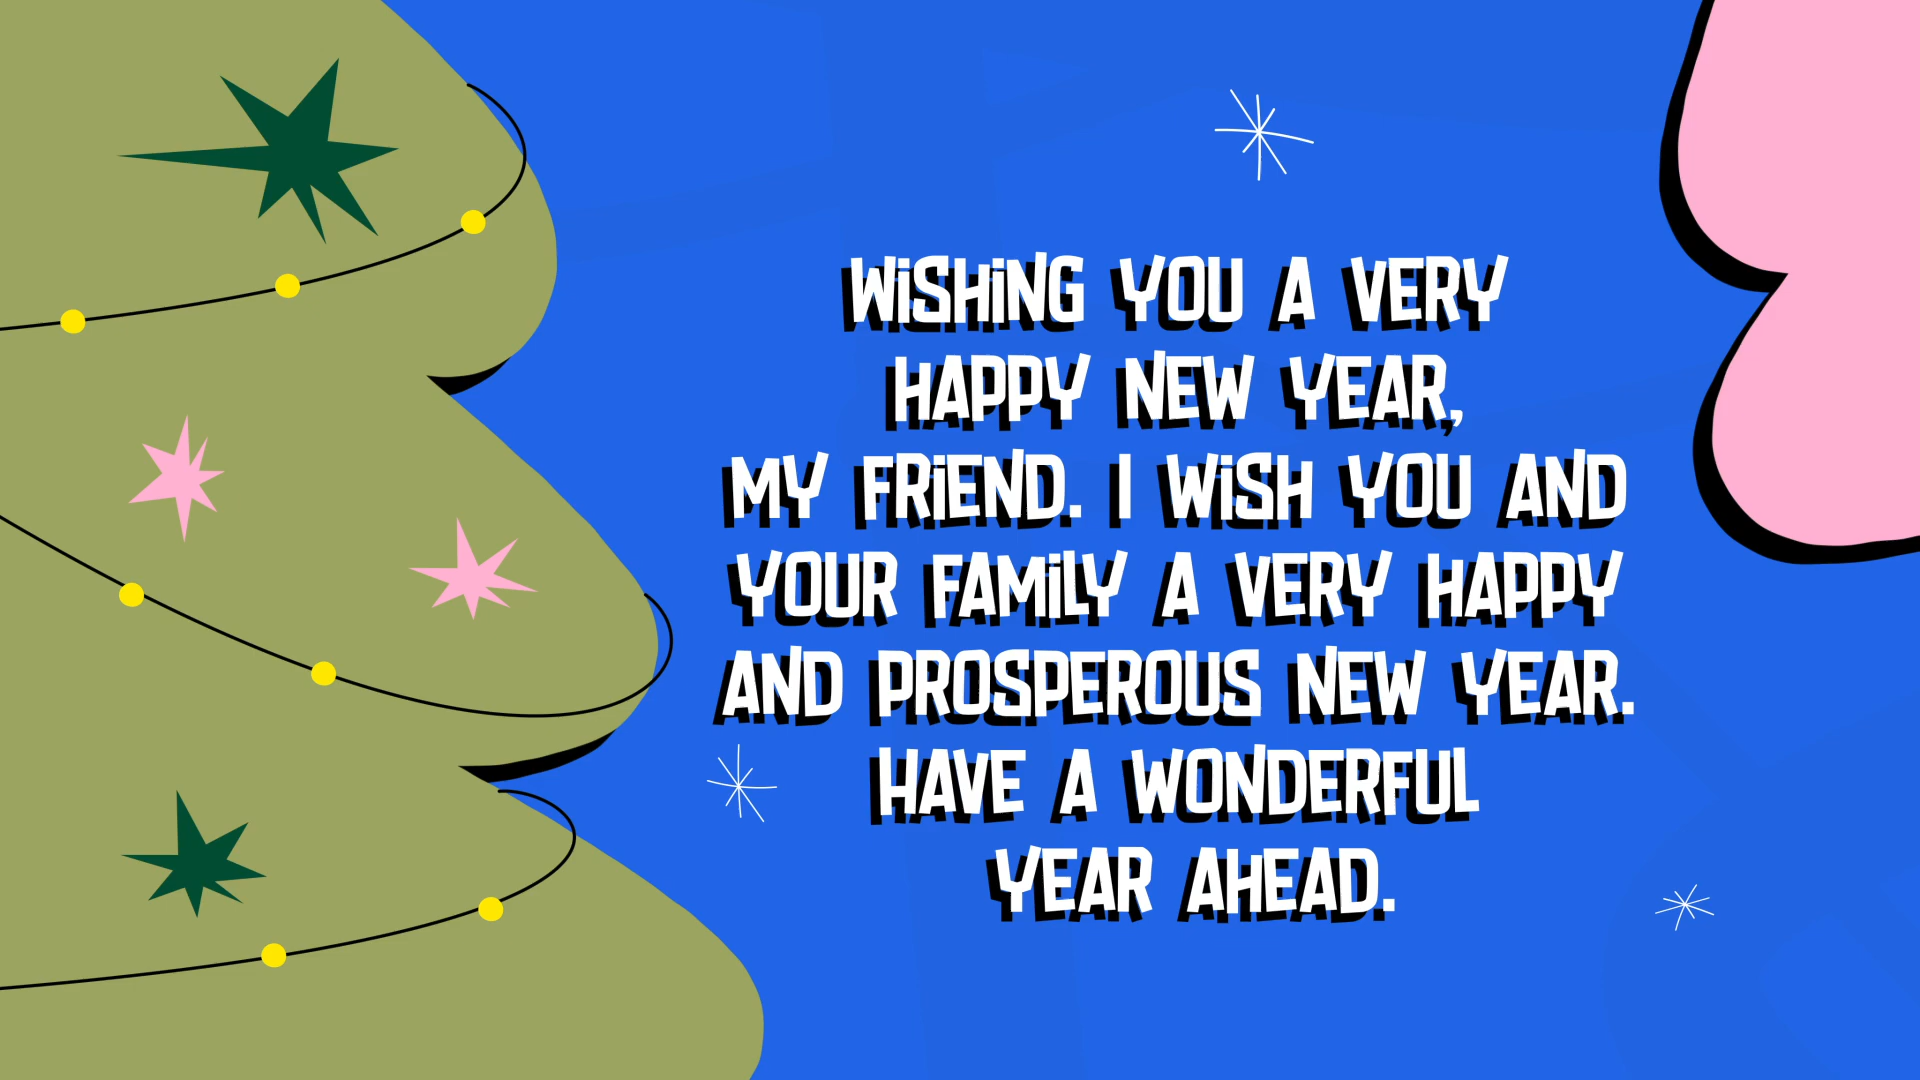 WISHING YOU A VERY
HAPPY NEW YEAR,
MY FRIEND. I WISH YOU AND
YOUR FAMILY A VERY HAPPY
AND PROSPEROUS NEW YEAR.
HAVE A WONDERFUL
YEAR AHEAD.